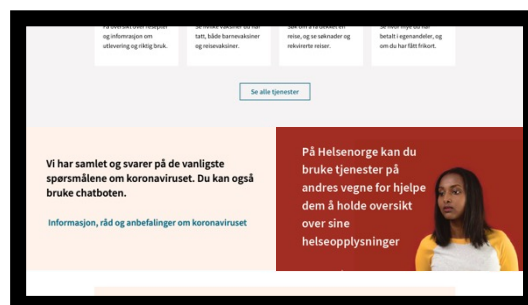 Få oversikt over resepter
og infomrasjon om
utlevering og riktig bruk.
Se hvilke vaksiner du har
tatt, både barnevaksiner
og reisevaksiner.
Søk om å få dekket en
reise, og se søknader og
rekvirerte reiser.
Se hvor mye du har
betalt i egenandeler, og
om du har fått frikort.
Se alle tjenester
Vi har samlet og svarer på de vanligste
spørsmålene om koronaviruset. Du kan også
bruke chatboten.
Informasjon, råd og anbefalinger om koronaviruset
På Helsenorge kan du
bruke tjenester på
andres vegne for hjelpe
dem å holde oversikt
over sine
helseopplysninger